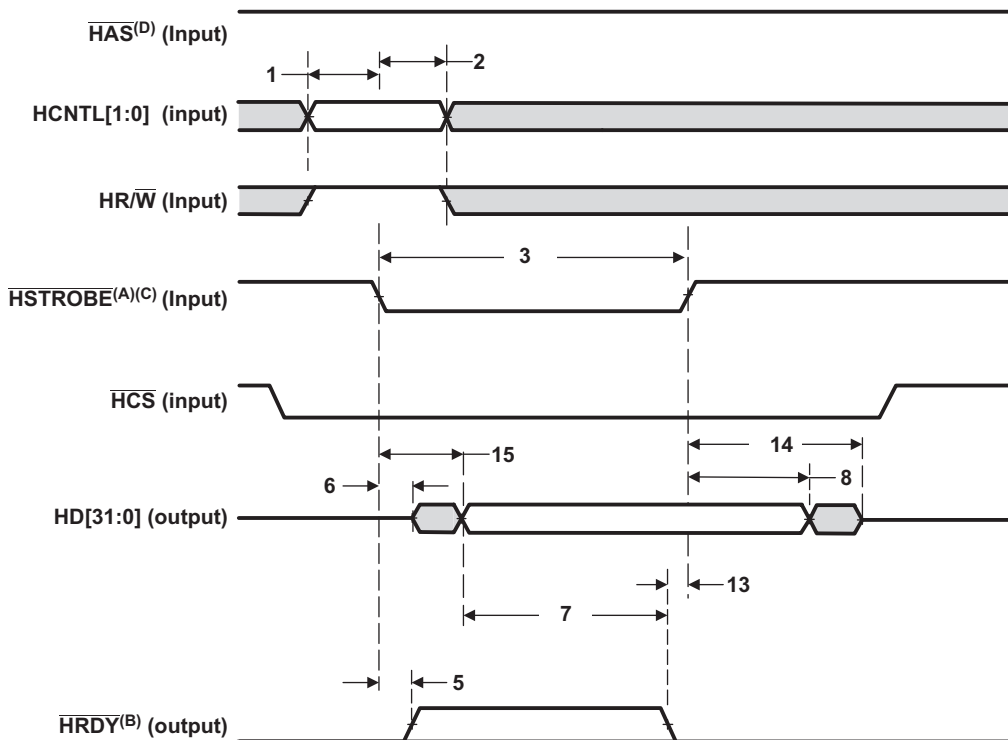 HAS(D) (Input)
1
2
HCNTL[1:0] (input)
HR/W (Input)
3
HSTROBE(A)(C) (Input)
HCS (input)
14
15
6
8
HD[31:0] (output)
13
7
5
HRDY(B) (output)